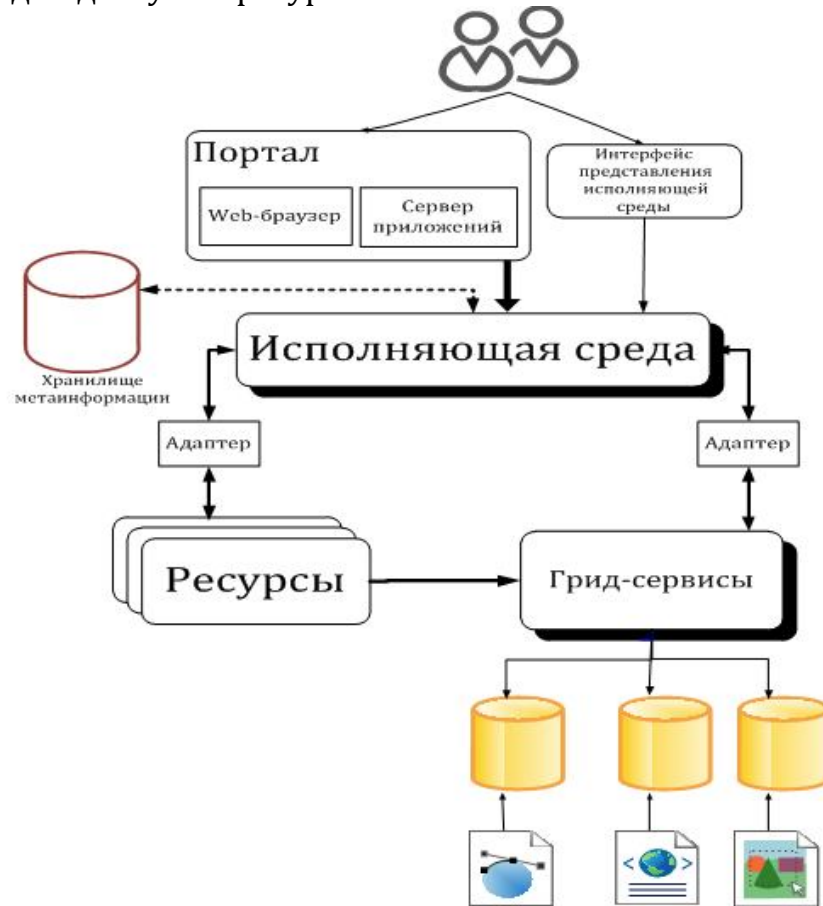 Портал
Web-браузер
Сервер
приложений
Интерфейс
представления
исполняющей
среды
Исполняющая среда
Хранилище
метаинформации
Адаптер
Адаптер
Ресурсы
Грид-сервисы